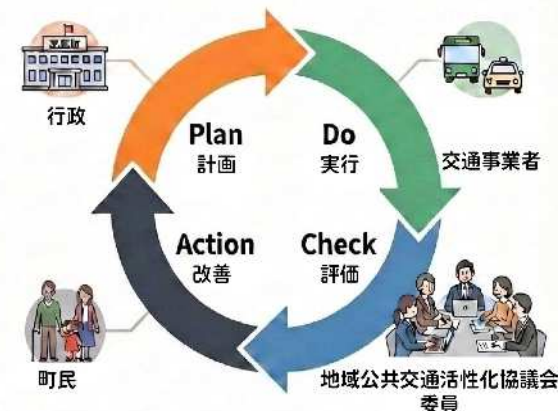 行政
Plan
計画
Do
実行
交通事業者
Action
改善
Check
評価
町民
地域公共交通活性化協議会
委員